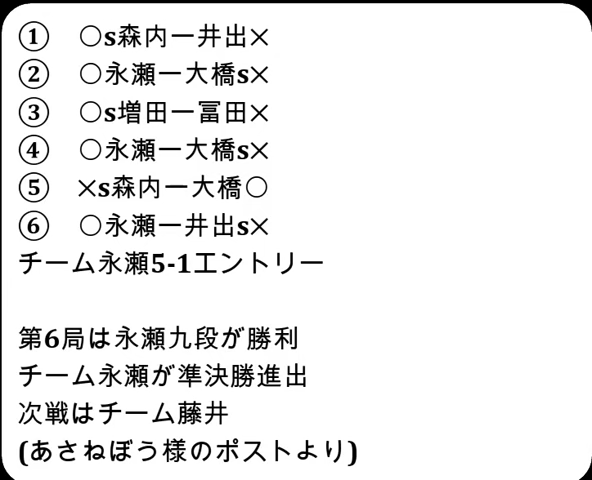 ① ○s森内ー井出×
② ○永瀬ー大橋s×
③ ○s増田ー冨田×
④ ○永瀬ー大橋s×
⑤ ×s森内ー大橋○
⑥ ○永瀬ー井出s×
チーム永瀬5-1エントリー
第6局は永瀬九段が勝利
チーム永瀬が準決勝進出
次戦はチーム藤井
(あさねぼう様のポストより)